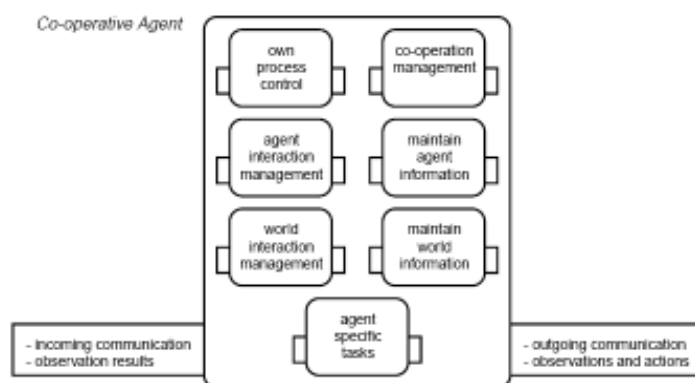 Co-operative Agent
own
process
control
co-operation
management
agent
interaction
management
maintain
agent
information
world
interaction
management
maintain
world
information
agent
specific
tasks
- incoming communication
- observation results
- outgoing communication
- observations and actions